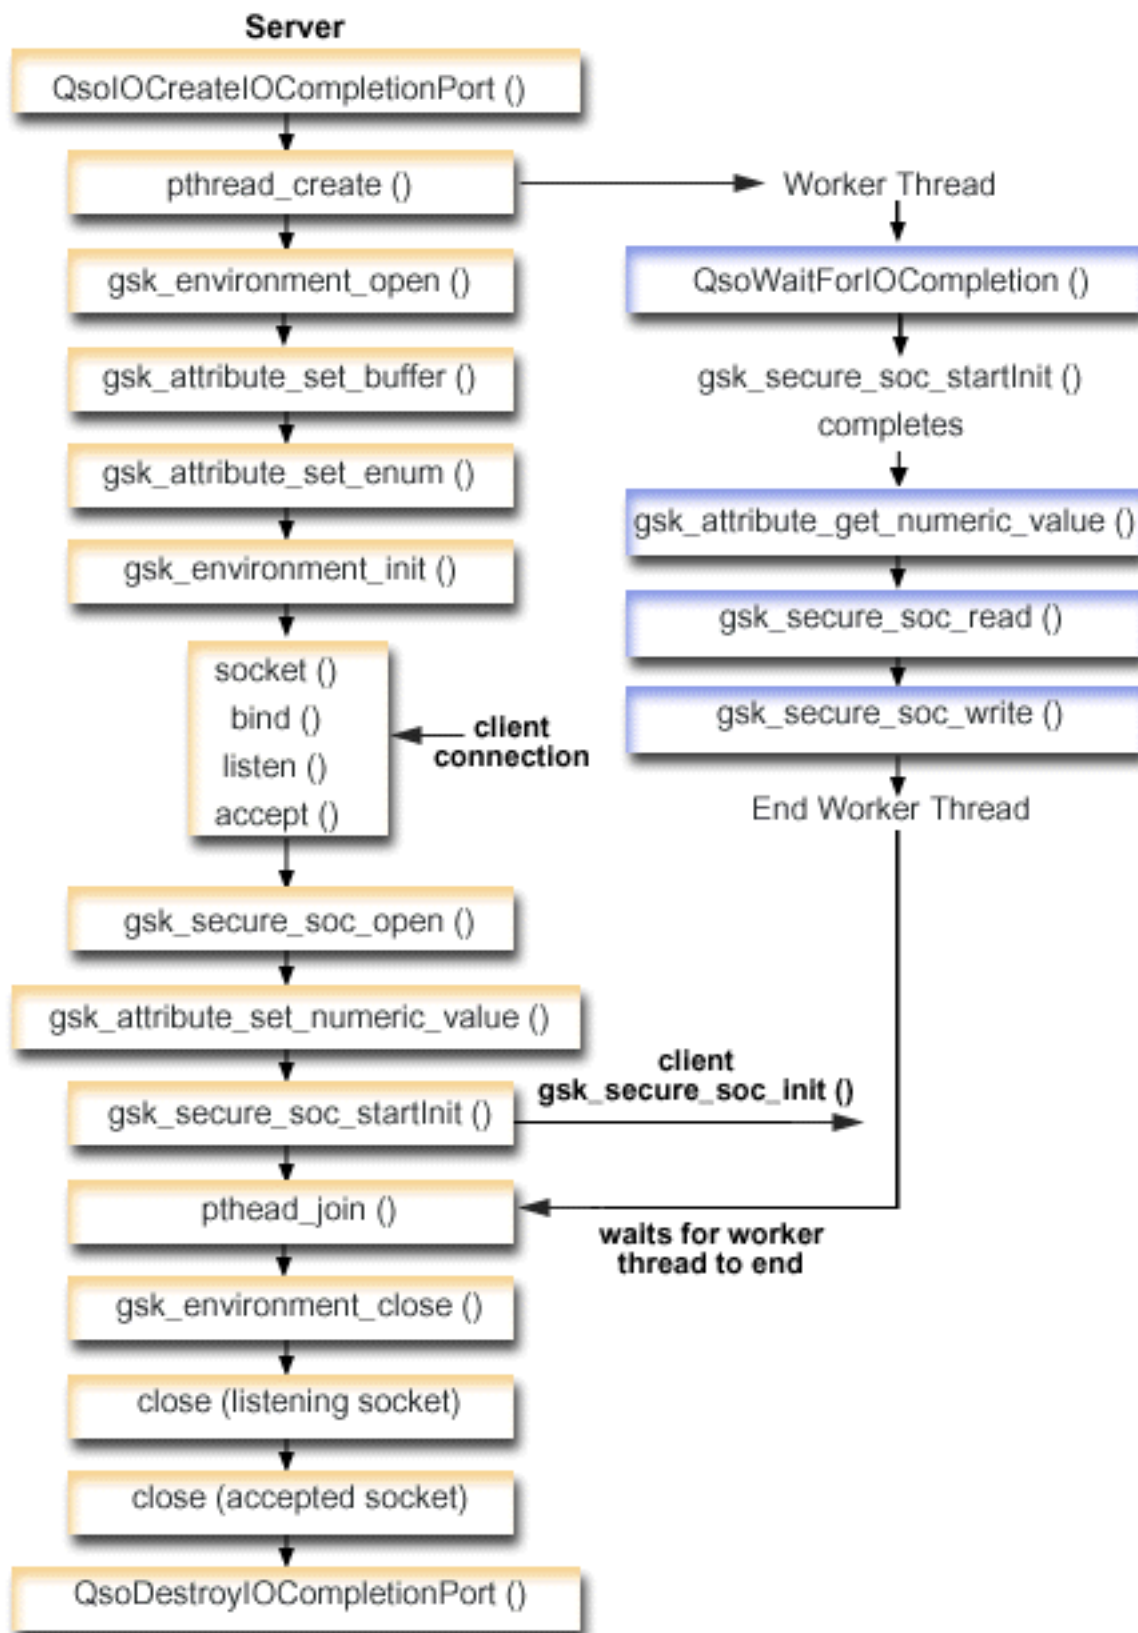 Server
QsoIOCreateIOCompletionPort ()
pthread_create ()
Worker Thread
gsk_environment_open ()
QsoWaitForIOCompletion ()
gsk_attribute_set_buffer ()
gsk_secure_soc_startInit ()
completes
gsk_attribute_set_enum ()
gsk_attribute_get_numeric_value ()
gsk_environment_init ()
gsk_secure_soc_read ()
socket ()
bind ()
listen ()
accept ()
client
connection
gsk_secure_soc_write ()
End Worker Thread
gsk_secure_soc_open ()
gsk_attribute_set_numeric_value ()
client
gsk_secure_soc_init ()
gsk_secure_soc_startInit ()
pthead_join ()
waits for worker
thread to end
gsk_environment_close ()
close (listening socket)
close (accepted socket)
QsoDestroyIOCompletionPort ()